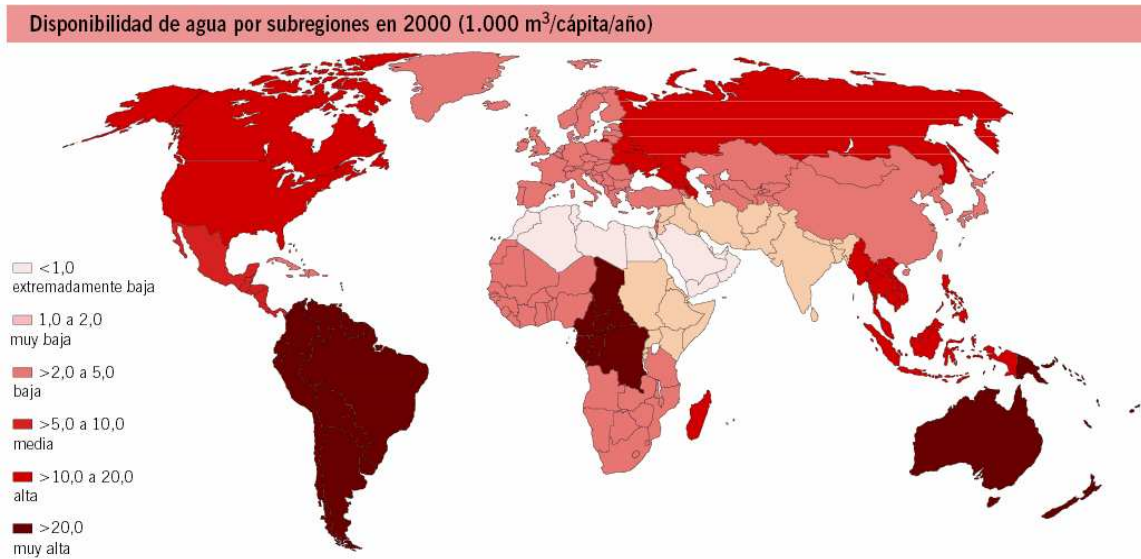 Disponibilidad de agua por subregiones en 2000 (1.000 m³/cápita/año)
<1,0
extremadamente baja
1,0 a 2,0
muy baja
>2,0 a 5,0
baja
>5,0 a 10,0
media
>10,0 a 20,0
alta
>20,0
muy alta